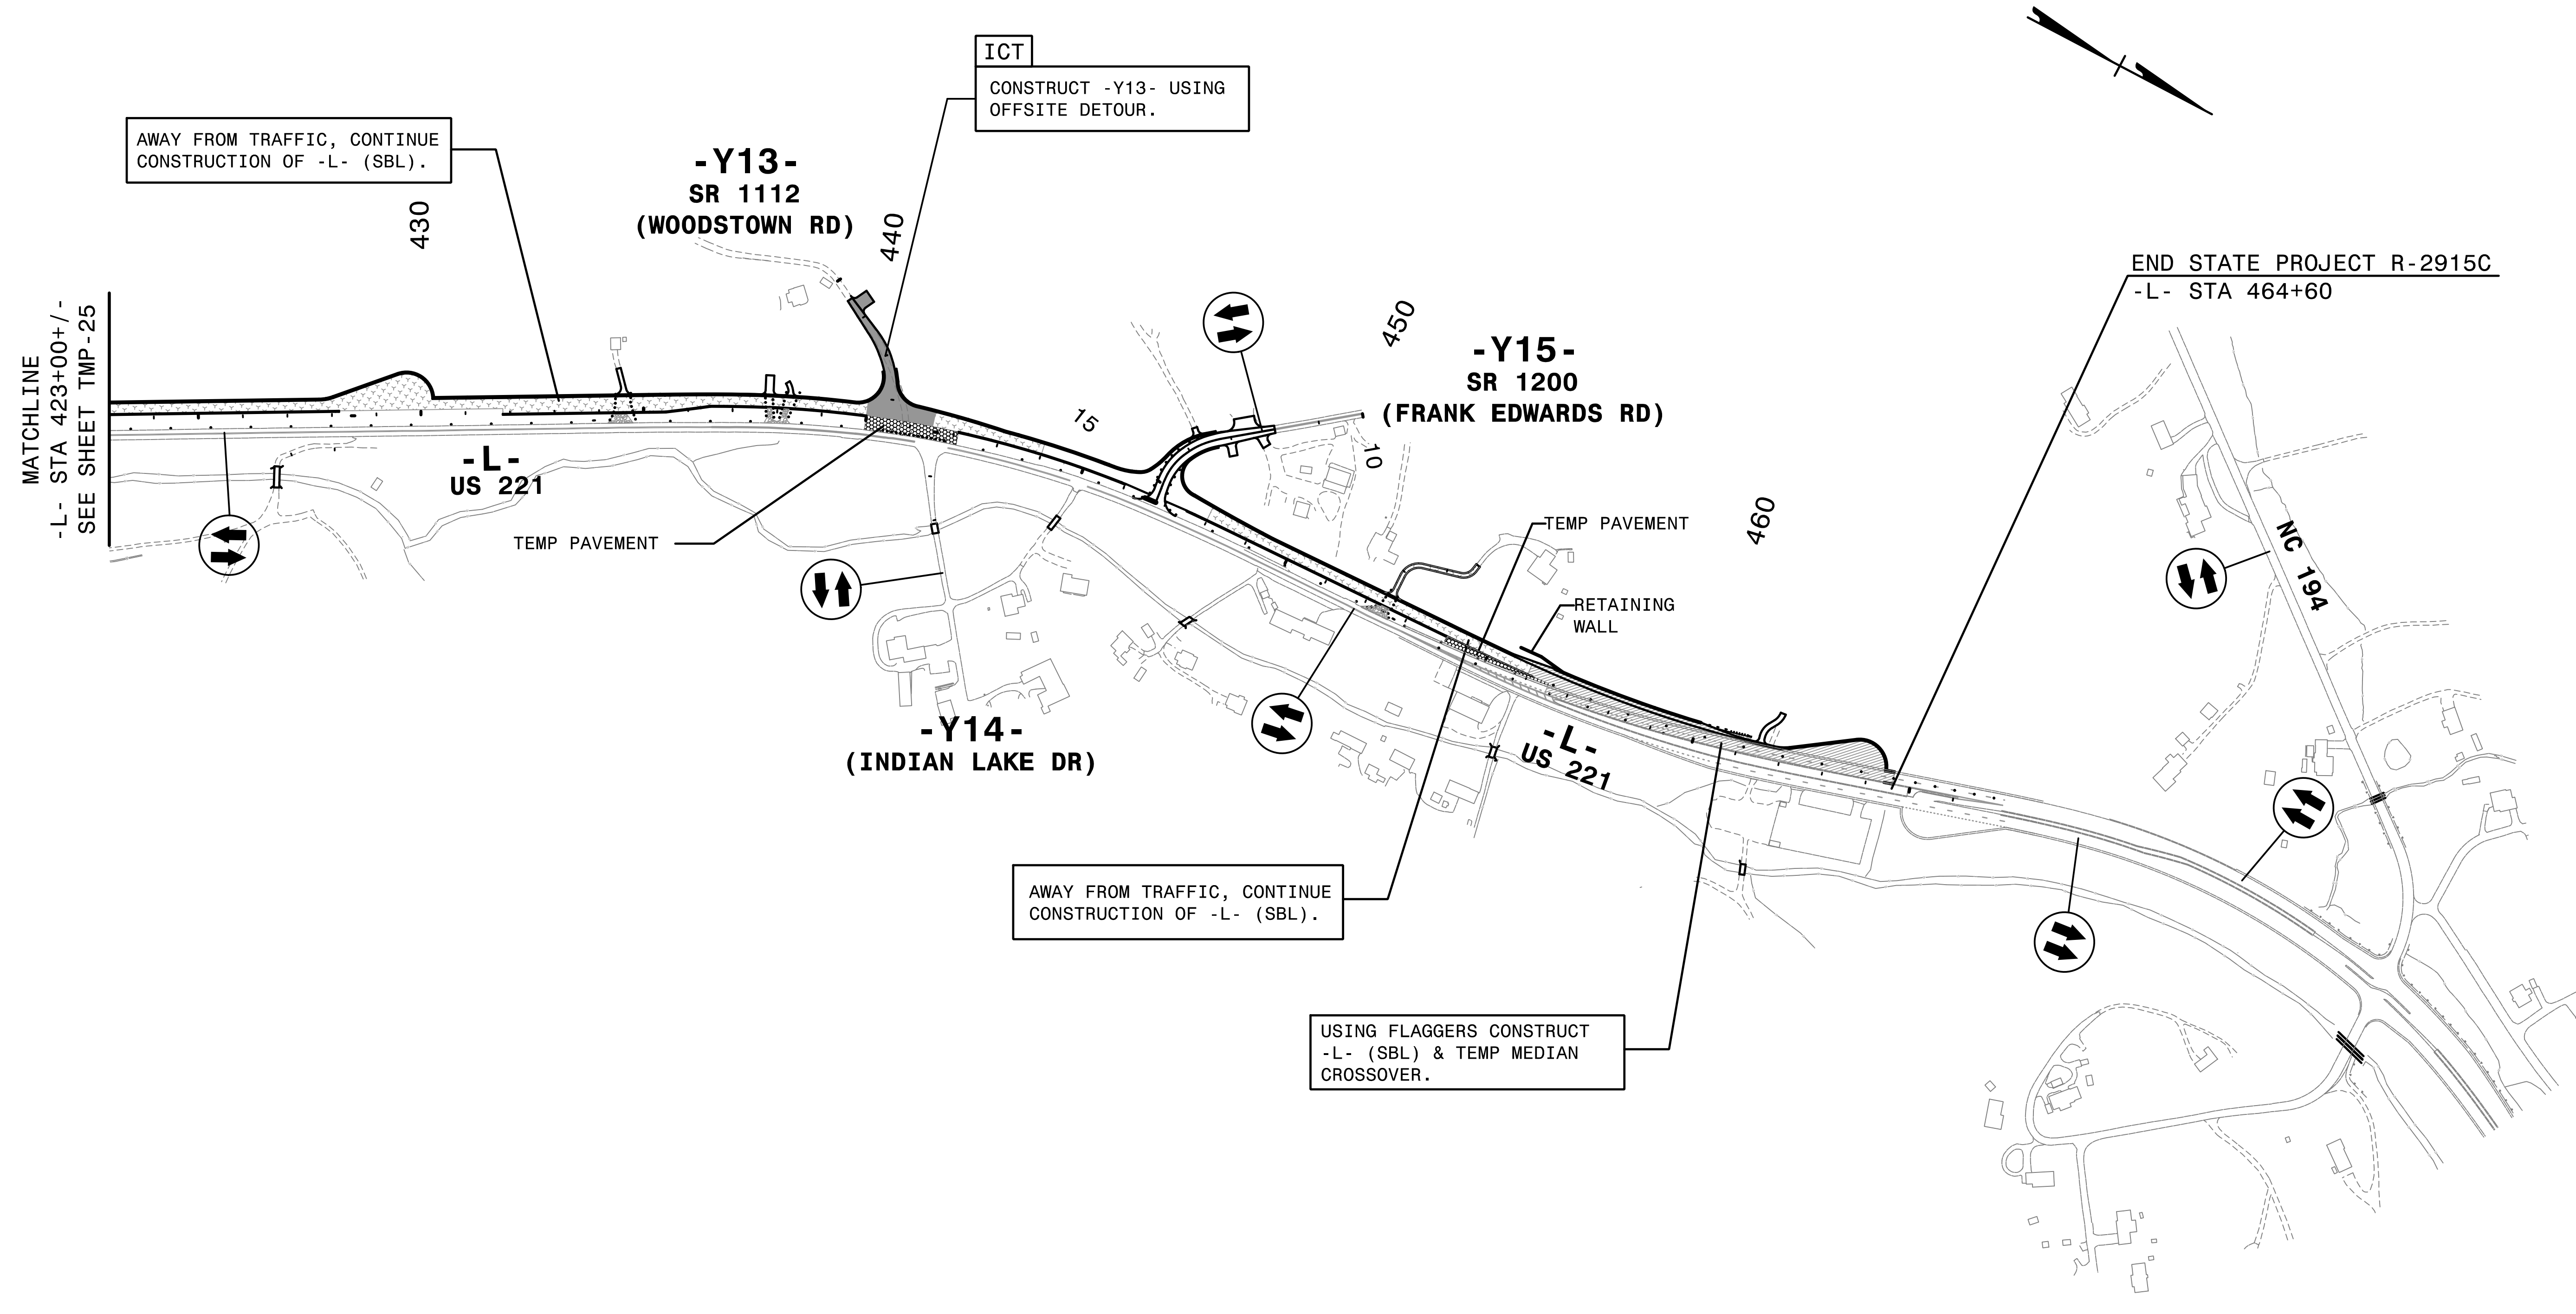 ICT
CONSTRUCT -Y13- USING
OFFSITE DETOUR.
AWAY FROM TRAFFIC, CONTINUE
CONSTRUCTION OF -L- (SBL).
-Y13-
SR 1112
(WOODSTOWN RD)
430
440
END STATE PROJECT R-2915C
-L- STA 464+60
MATCHLINE
-L- STA 423+00+/-
SEE SHEET TMP-25
450
-Y15-
SR 1200
(FRANK EDWARDS RD)
15
10
-L-
US 221
TEMP PAVEMENT
460
TEMP PAVEMENT
RETAINING
WALL
NC 194
-Y14-
(INDIAN LAKE DR)
-L-
US 221
AWAY FROM TRAFFIC, CONTINUE
CONSTRUCTION OF -L- (SBL).
USING FLAGGERS CONSTRUCT
-L- (SBL) & TEMP MEDIAN
CROSSOVER.